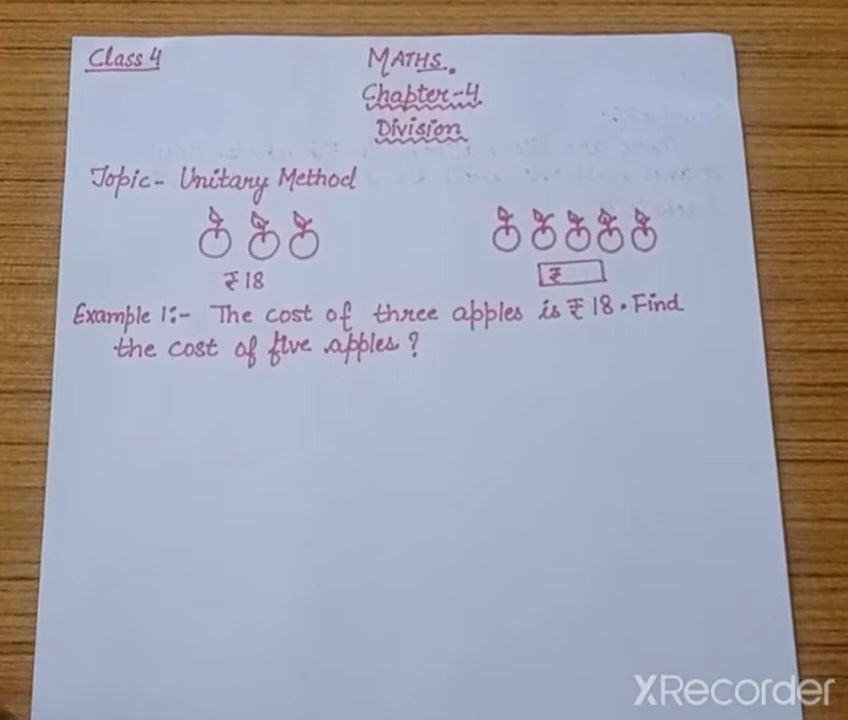 Class 4
MATHS.
Chapter-4
Division
Topic- Unitary Method
₹18
₹
Example 1:- The cost of three apples is ₹ 18. Find
the cost of five apples?
XRecorder